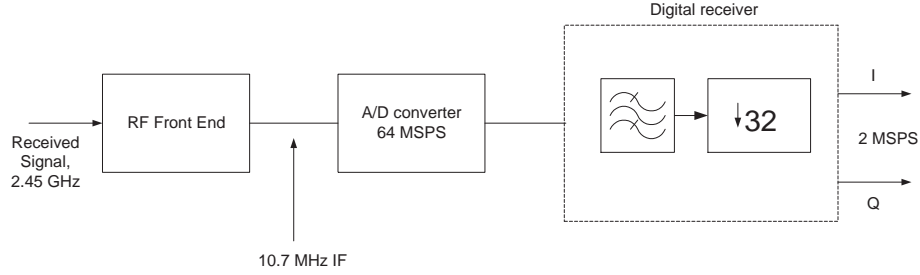 Digital receiver
RF Front End
A/D converter
64 MSPS
↓32
I
2 MSPS
Q
Received
Signal,
2.45 GHz
10.7 MHz IF